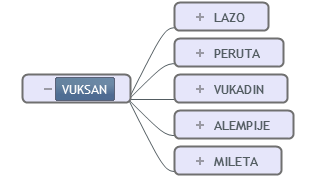 VUKSAN
LAZO
PERUTA
VUKADIN
ALEMPIJE
MILETA